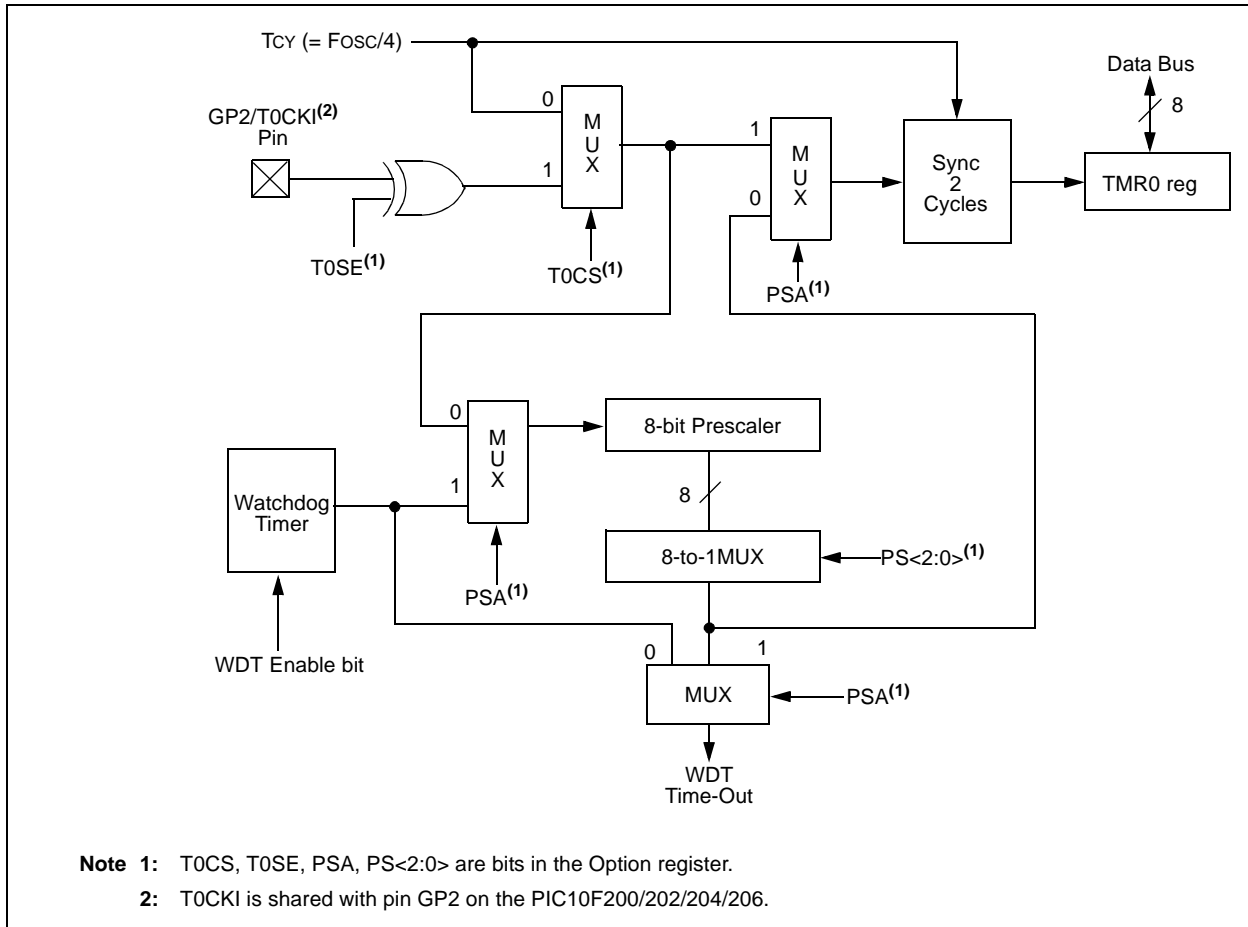 TCY (= FOSC/4)
Data Bus
8
GP2/T0CKI(2)
Pin
0
1
M
U
X
1
0
M
U
X
Sync
2
Cycles
TMR0 reg
T0SE(1)
T0CS(1)
PSA(1)
0
1
M
U
X
8-bit Prescaler
8
Watchdog
Timer
8-to-1MUX
PS<2:0>(1)
PSA(1)
WDT Enable bit
0
1
MUX
PSA(1)
WDT
Time-Out
Note 1: T0CS, T0SE, PSA, PS<2:0> are bits in the Option register.
2: T0CKI is shared with pin GP2 on the PIC10F200/202/204/206.